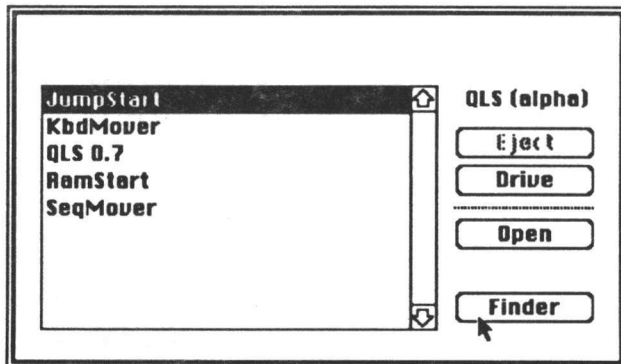 JumpStart
KbdMover
QLS 0.7
RamStart
SeqMover
QLS (alpha)
Eject
Drive
Open
Finder